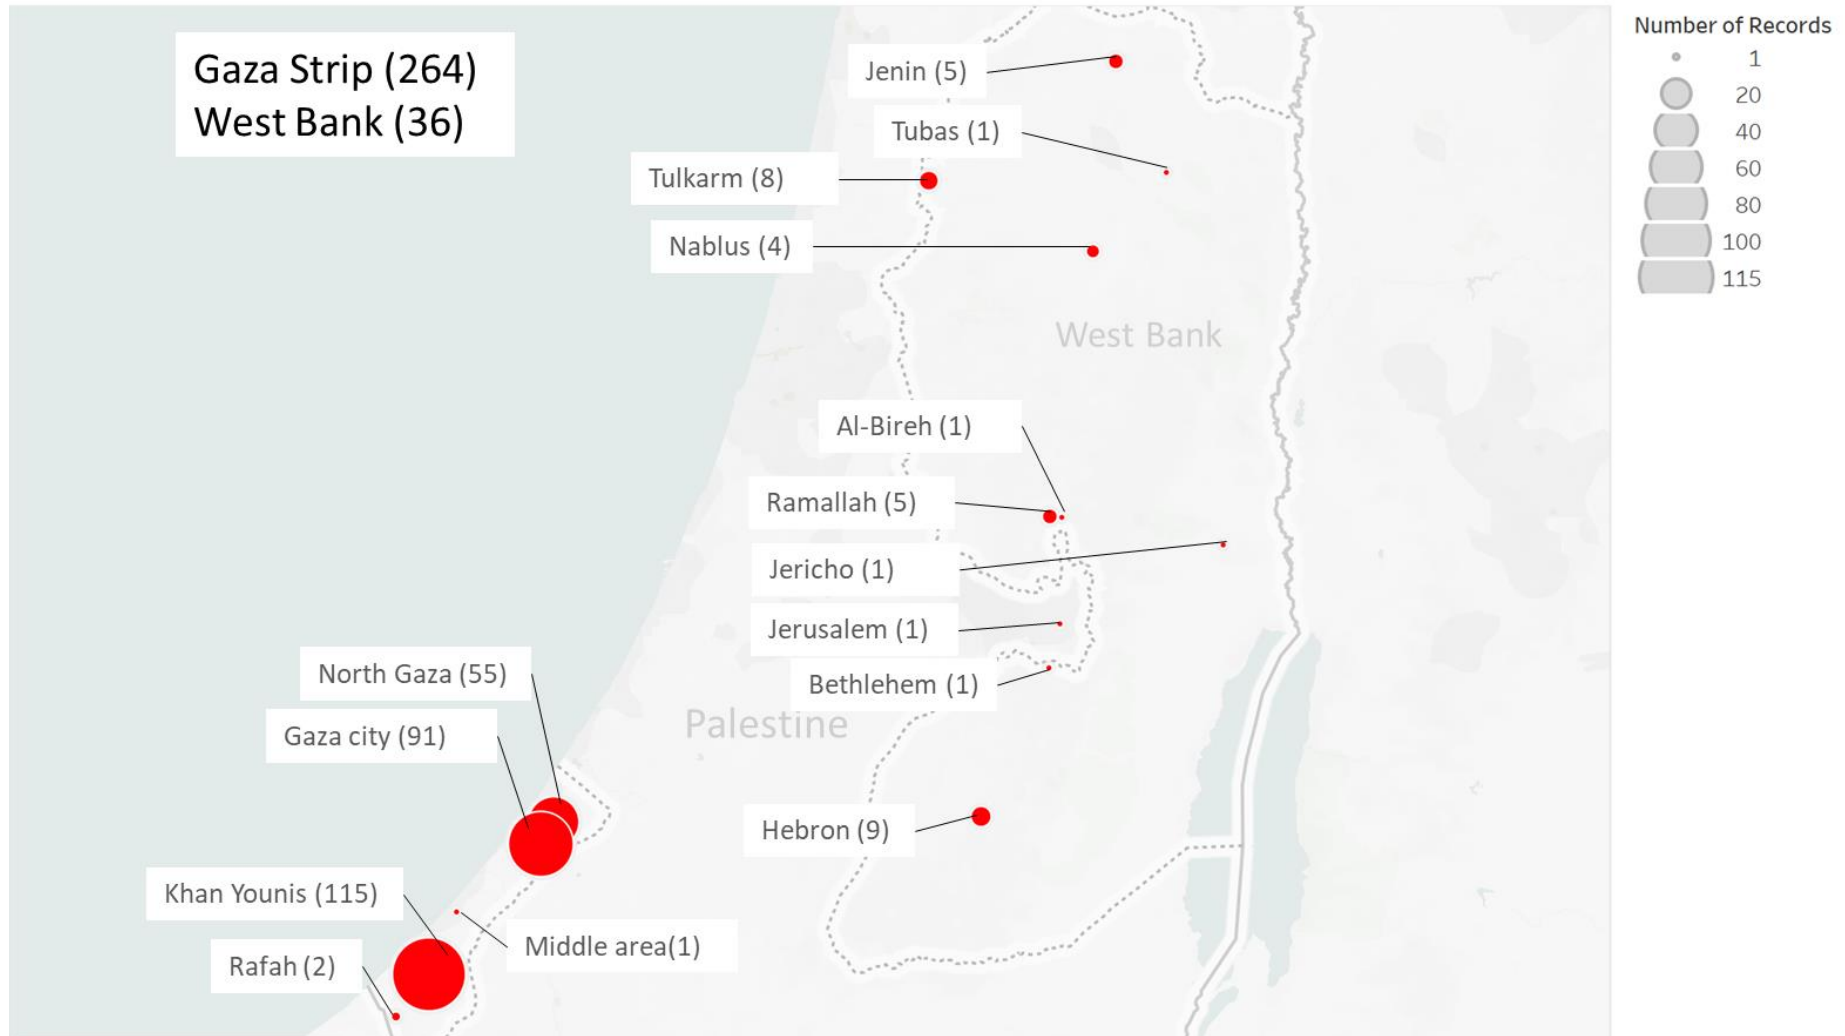 Gaza Strip (264)
West Bank (36)
Number of Records
1
20
40
60
80
100
115
Jenin (5)
Tubas (1)
Tulkarm (8)
Nablus (4)
West Bank
Al-Bireh (1)
Ramallah (5)
Jericho (1)
Jerusalem (1)
Bethlehem (1)
North Gaza (55)
Palestine
Gaza city (91)
Hebron (9)
Khan Younis (115)
Middle area(1)
Rafah (2)